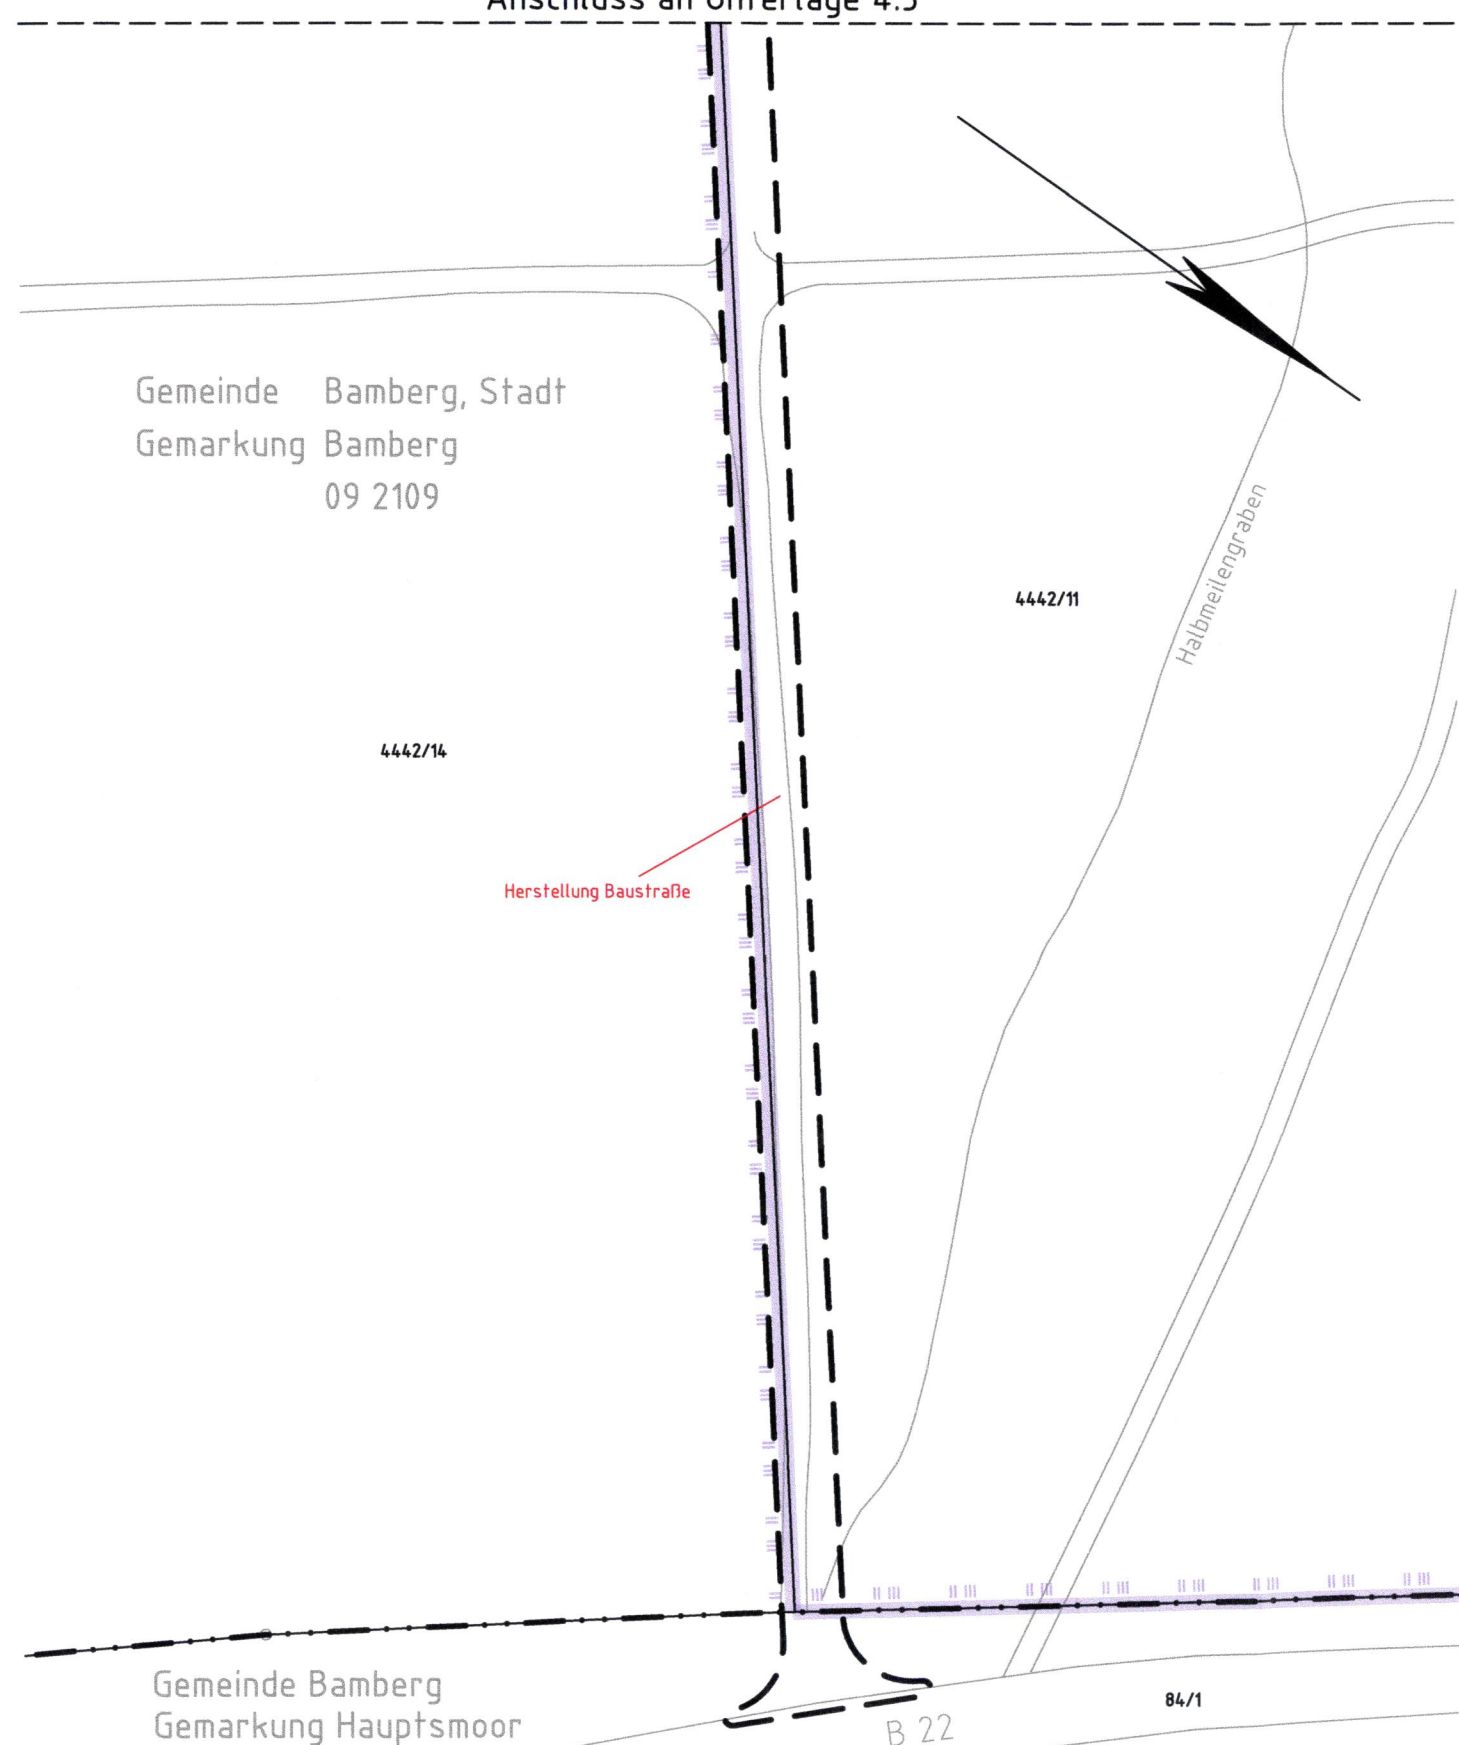 Anschluss an Unterlage 4.3
Gemeinde Bamberg, Stadt
Gemarkung Bamberg
09 2109
4442/11
Halbmeilengraben
4442/14
Herstellung Baustraße
Gemeinde Bamberg
Gemarkung Hauptsmoor
84/1
B 22